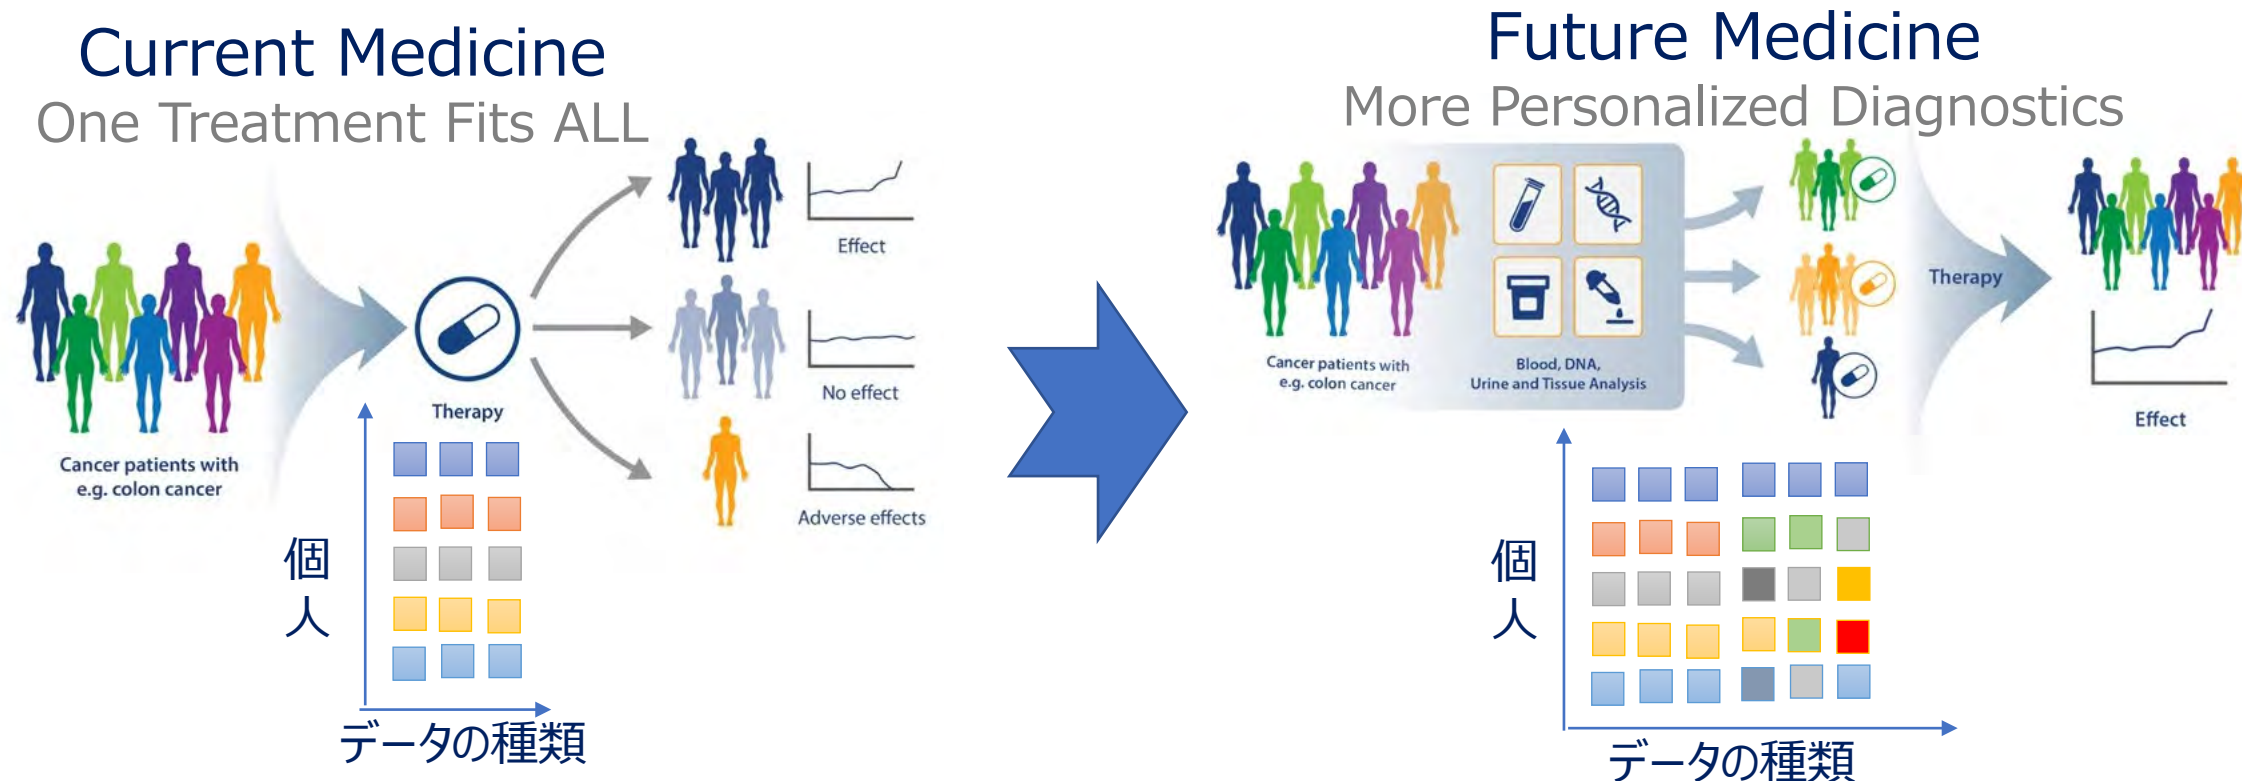 Current Medicine
One Treatment Fits ALL
Cancer patients with
e.g. colon cancer
Therapy
Effect
No effect
Adverse effects
個
人
データの種類
Future Medicine
More Personalized Diagnostics
Cancer patients with
e.g. colon cancer
Blood, DNA,
Urine and Tissue Analysis
Therapy
Effect
個
人
データの種類